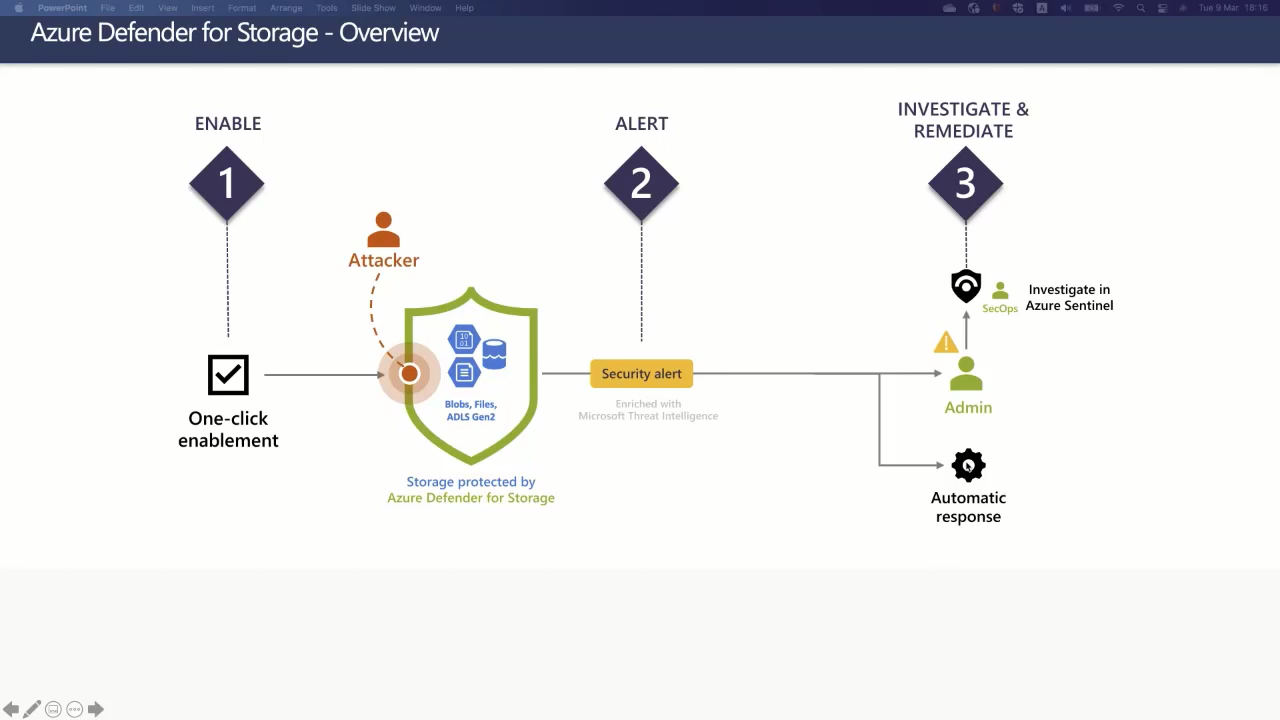 PowerPoint File Edit View Insert Format Arrange Tools Slide Show Window Help
A
Tue 9 Mar 18:16
Azure Defender for Storage - Overview
ENABLE
1
ALERT
2
INVESTIGATE &
REMEDIATE
3
Attacker
One-click
enablement
10
01
Blobs, Files,
ADLS Gen2
Storage protected by
Azure Defender for Storage
Security alert
Enriched with
Microsoft Threat Intelligence
SecOps
Investigate in
Azure Sentinel
Admin
Automatic
response